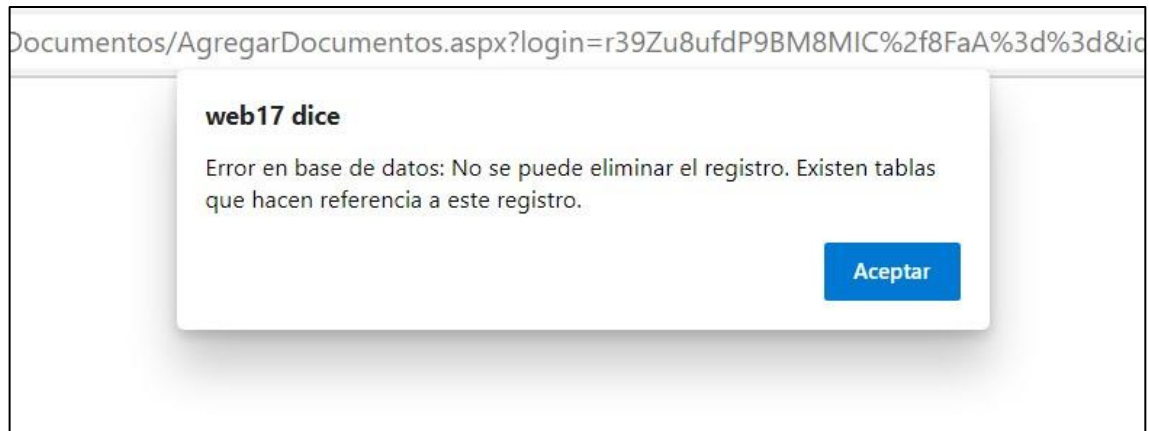 Documentos/AgregarDocumentos.aspx?login=r39Zu8ufdP9BM8MIC%2f8FaA%3d%3d&id
web17 dice
Error en base de datos: No se puede eliminar el registro. Existen tablas
que hacen referencia a este registro.
Aceptar